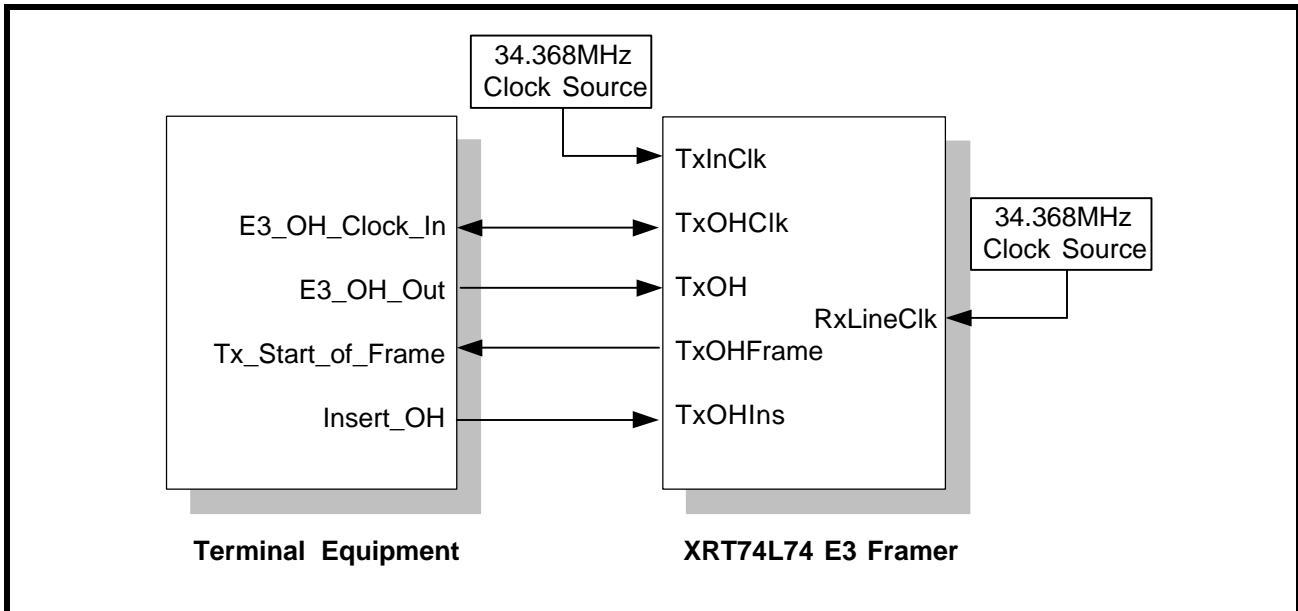 34.368MHz
Clock Source
TxInClk
E3_OH_Clock_In
TxOHClk
34.368MHz
Clock Source
E3_OH_Out
TxOH
RxLineClk
Tx_Start_of_Frame
TxOHFrame
Insert_OH
TxOHIns
Terminal Equipment
XRT74L74 E3 Framer